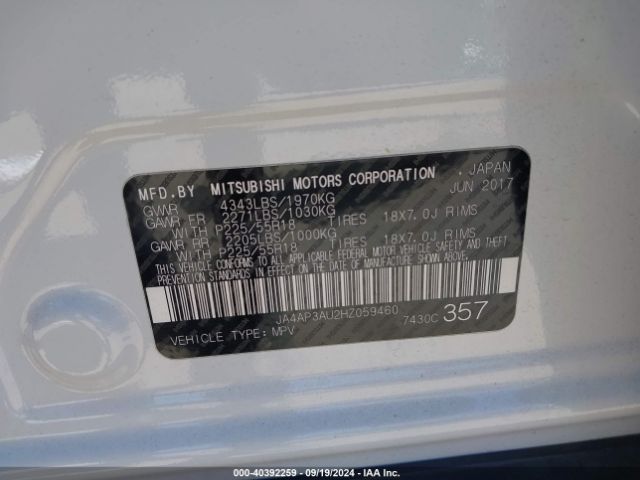 MFD.BY MITSUBISHI MOTORS CORPORATION , JAPAN
GVWR 4343LBS/1970KG JUN 2017
GAWR FR 2271LBS/1030KG
WITH P225/55R18 TIRES 18X7.0J RIMS
GAWR RR 2205LBS/1000KG
WITH P225/55R18 TIRES 18X7.0J RIMS
THIS VEHICLE CONFORMS TO ALL APPLICABLE FEDERAL MOTOR VEHICLE SAFETY AND THEFT
PREVENTION STANDARDS IN EFFECT ON THE DATE OF MANUFACTURE SHOWN ABOVE.
JA4AP3AU2HZ059460 7430C 357
VEHICLE TYPE: MPV
000-40392259 - 09/19/2024 - IAA Inc.